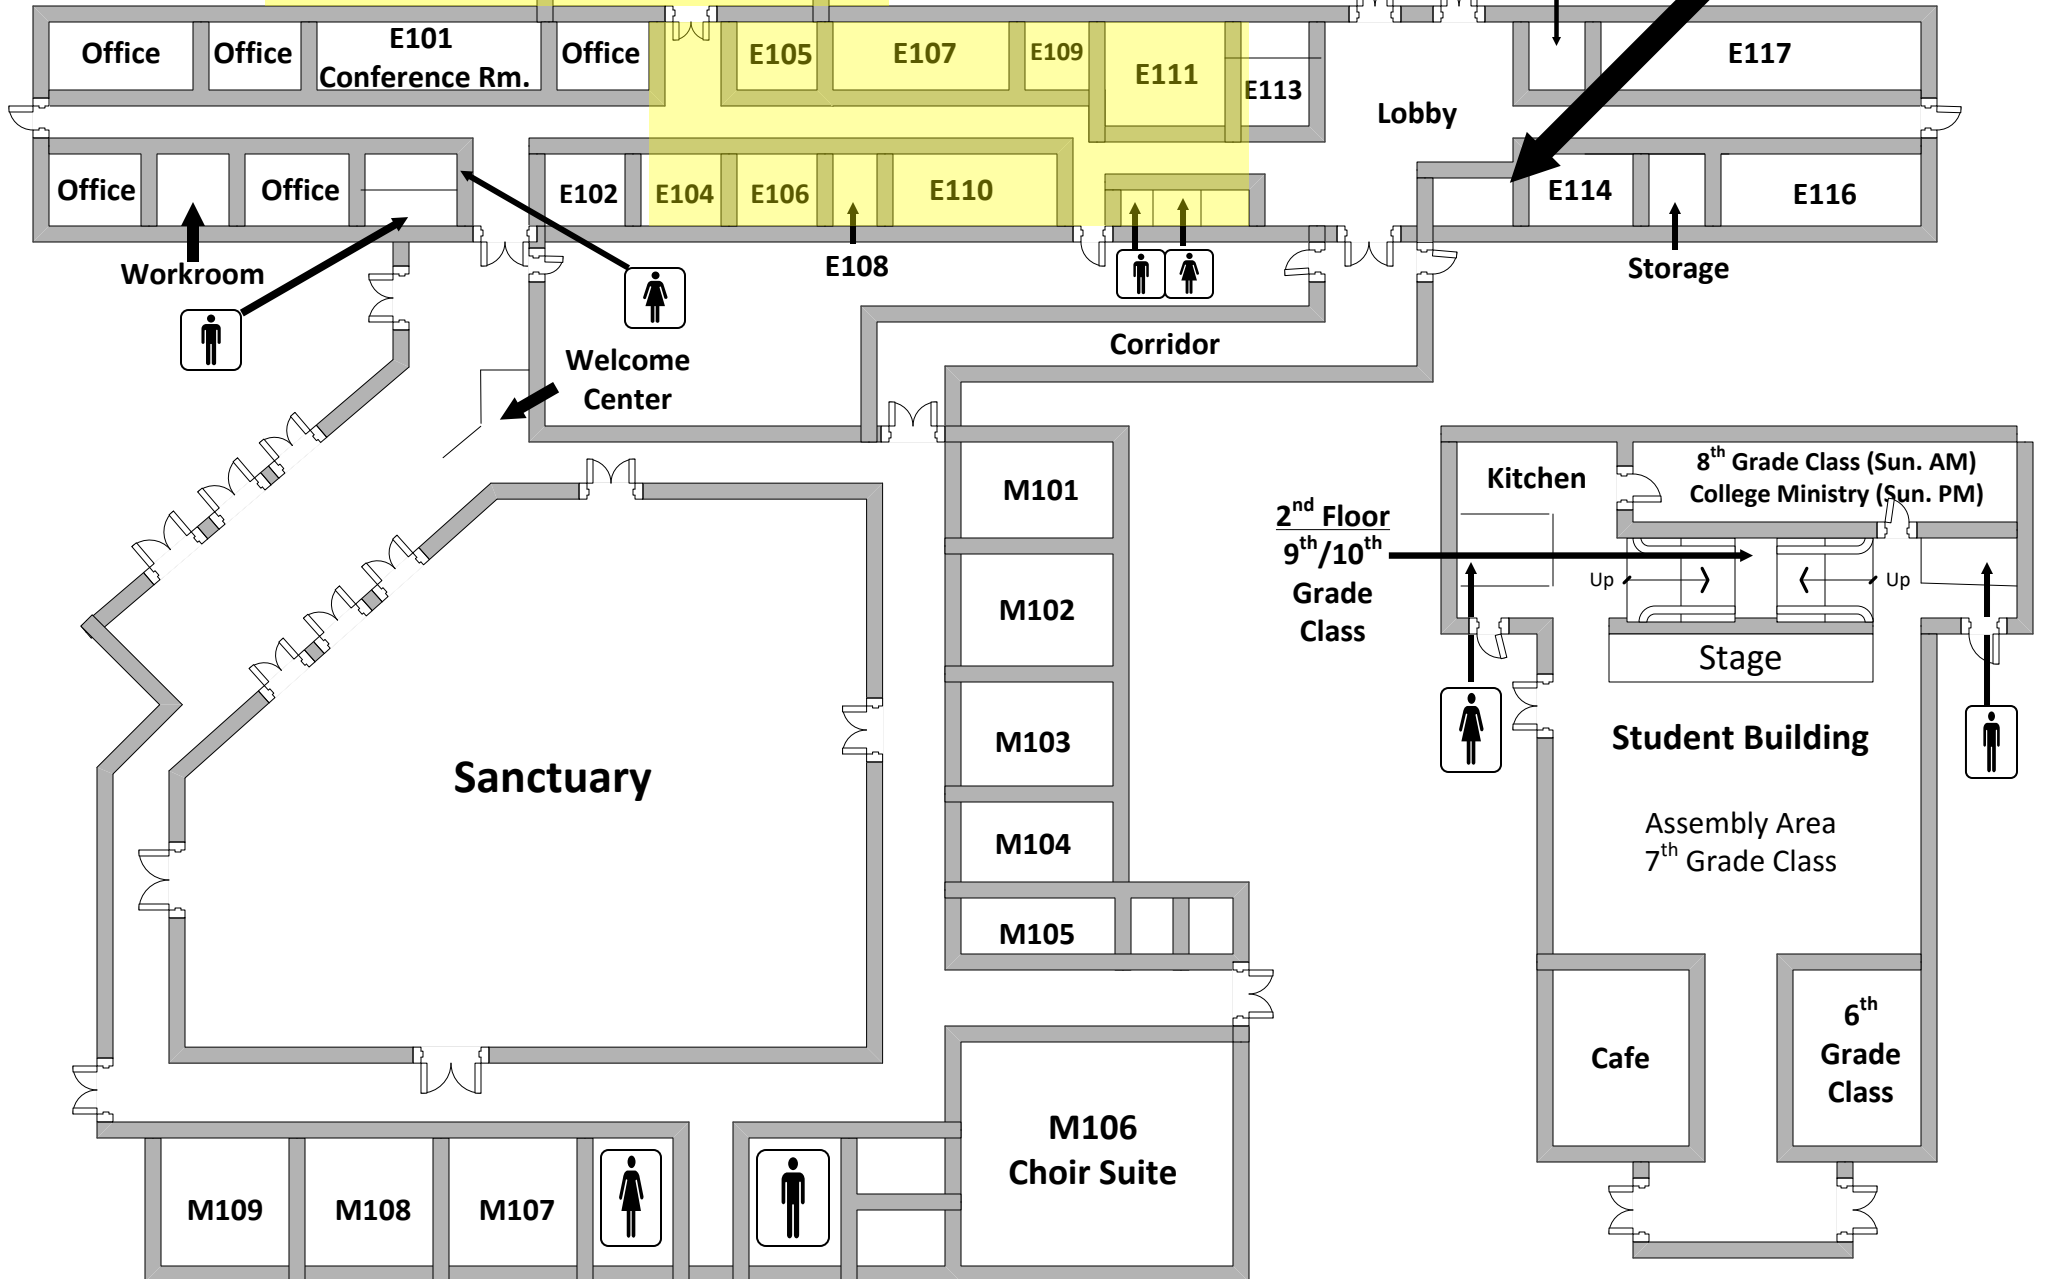 Office
Office
E101
Conference Rm.
Office
E105
E107
E109
E111
E113
Lobby
E117
Office
Office
E102
E104
E106
E110
E114
E116
Workroom
E108
Storage
Welcome
Center
Corridor
M101
M102
M103
M104
M105
Sanctuary
M106
Choir Suite
M109
M108
M107
Kitchen
8th Grade Class (Sun. AM)
College Ministry (Sun. PM)
2nd Floor
9th/10th
Grade
Class
Up
Up
Stage
Student Building
Assembly Area
7th Grade Class
Cafe
6th
Grade
Class